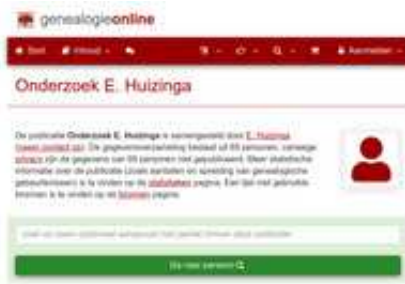 genealogieonline
Start Inhoud Aanmelden
Onderzoek E. Huizinga
De publicatie Onderzoek E. Huizinga is samengesteld door E. Huizinga
(neem contact op). De gegevensverzameling bestaat uit 69 personen, vanwege
privacy zijn de gegevens van personen niet gepubliceerd. Meer statistische
informatie over de publicatie (zoals aantallen en spreiding van genealogische
gebeurtenissen) is te vinden op de statistieken pagina. Een lijst met gebruikte
bronnen is te vinden op de bronnen pagina.
Ga naar persoon